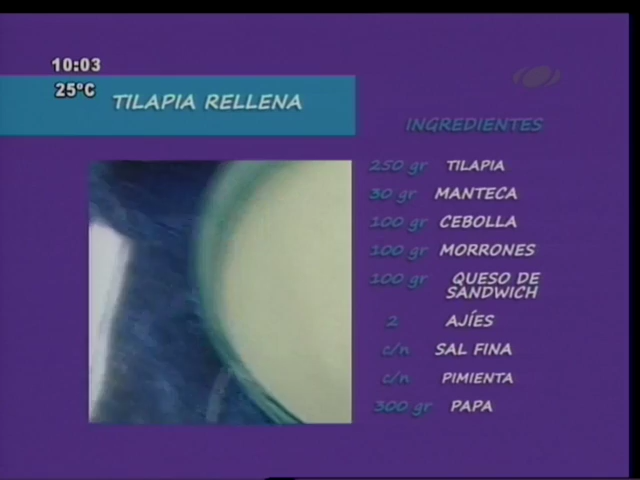 10:03
25ºC
TILAPIA RELLENA
INGREDIENTES
250 gr TILAPIA
30 gr MANTECA
100 gr CEBOLLA
100 gr MORRONES
100 gr QUESO DE
SANDWICH
2 AJÍES
c/n SAL FINA
c/n PIMIENTA
300 gr PAPA